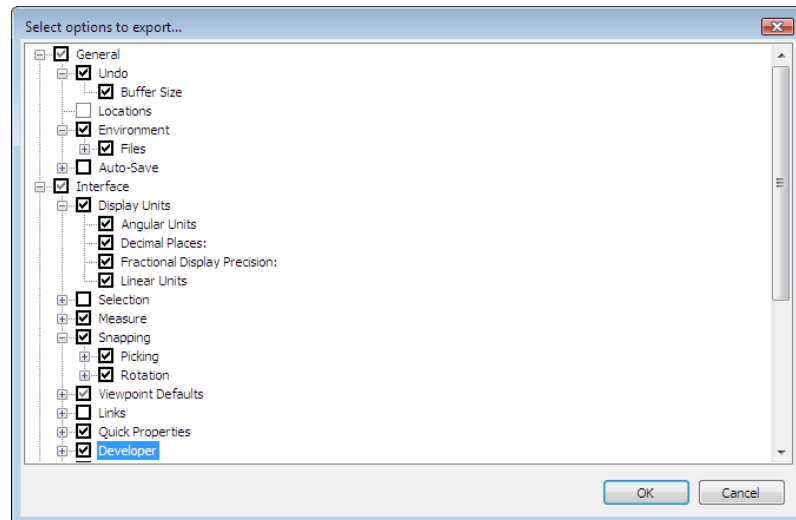 Select options to export...
General
Undo
Buffer Size
Locations
Environment
Files
Auto-Save
Interface
Display Units
Angular Units
Decimal Places:
Fractional Display Precision:
Linear Units
Selection
Measure
Snapping
Picking
Rotation
Viewpoint Defaults
Links
Quick Properties
Developer
OK Cancel